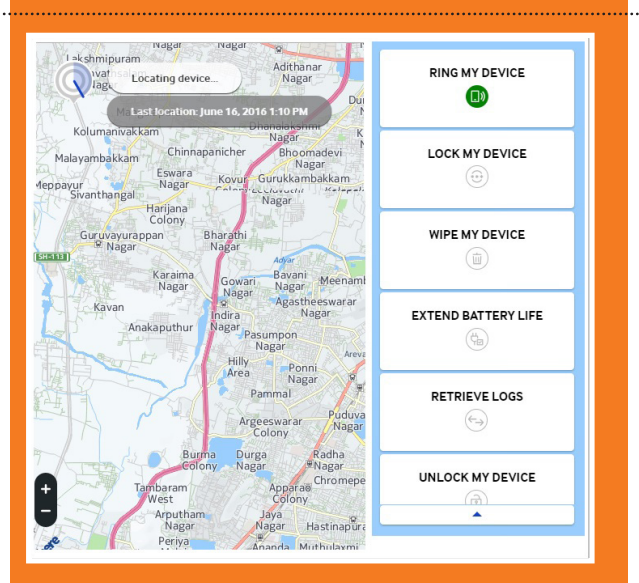 Nagar
Nagar
Lakshmipuram
Adithanar
Nagar
Locating device...
Last location: June 16, 2016 1:10 PM
Kolumanivakkam
Chinnapanicher
Bhoomadevi
Nagar
Malayambakkam
Eswara
Nagar
Kovur
Gurukkambakkam
Meppayur
Sivanthangal
Nagar
Harijana
Colony
Guruvayurappan
Nagar
Bharathi
Nagar
SH-113
Adyar
Karaima
Nagar
Gowari
Nagar
Bavani
Nagar
Meenaml
Agastheeswarar
Nagar
Kavan
Indira
Nagar
Anakaputhur
Pasumpon
Nagar
Hilly
Area
Ponni
Nagar
Areva
Pammal
Argeeswarar
Colony
Puduva
Nagar
Burma
Colony
Durga
Nagar
Radha
Nagar
Tambaram
West
Appara
Colony
Chromepe
Arputham
Nagar
Jaya
Nagar
Hastinapura
Periya
Ananda
Muthulaxmi
+
−
here
RING MY DEVICE
LOCK MY DEVICE
WIPE MY DEVICE
EXTEND BATTERY LIFE
RETRIEVE LOGS
UNLOCK MY DEVICE